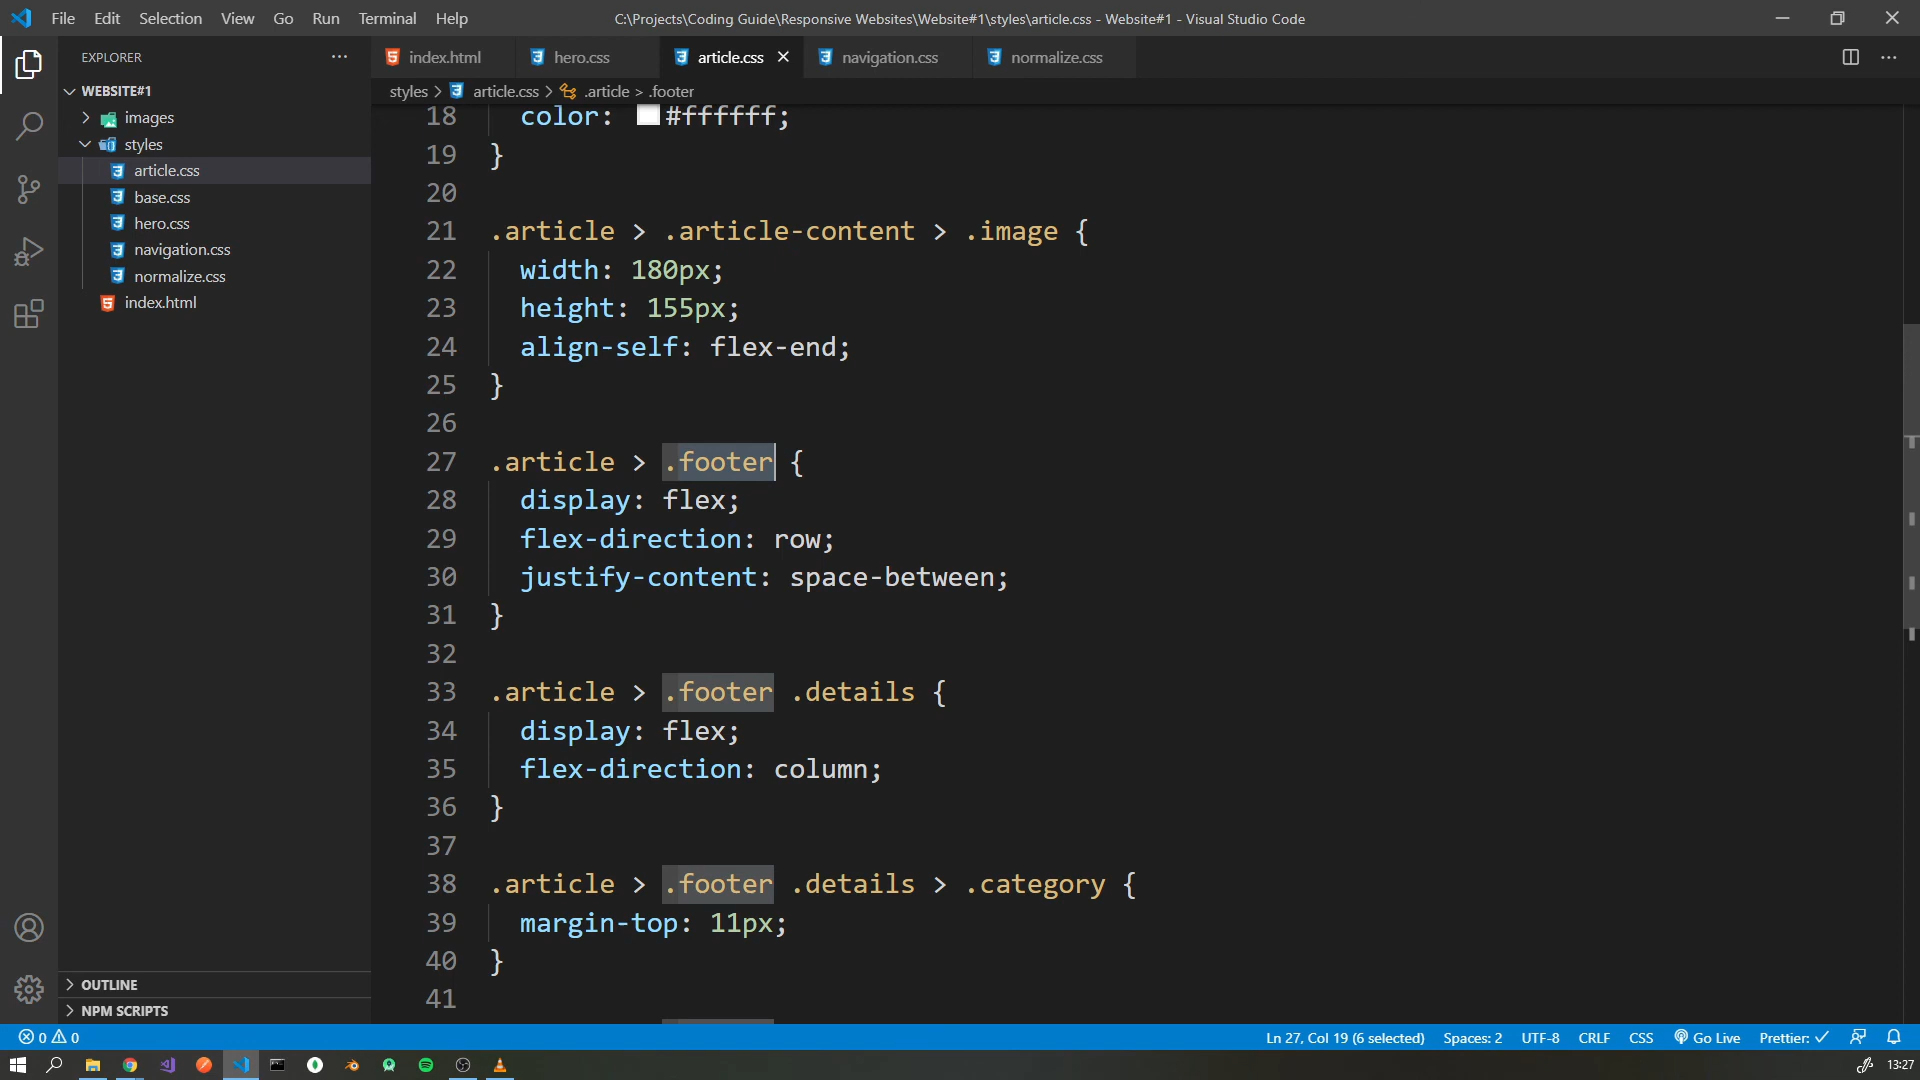 File Edit Selection View Go Run Terminal Help
C:\Projects\Coding Guide\Responsive Websites\Website#1\styles\article.css - Website#1 - Visual Studio Code
EXPLORER
index.html hero.css article.css navigation.css normalize.css
styles > article.css > .article > .footer
WEBSITE#1
images
styles
article.css
base.css
hero.css
navigation.css
normalize.css
index.html
18 color: #ffffff;
19 }
20
21 .article > .article-content > .image {
22 width: 180px;
23 height: 155px;
24 align-self: flex-end;
25 }
26
27 .article > .footer {
28 display: flex;
29 flex-direction: row;
30 justify-content: space-between;
31 }
32
33 .article > .footer .details {
34 display: flex;
35 flex-direction: column;
36 }
37
38 .article > .footer .details > .category {
39 margin-top: 11px;
40 }
41
OUTLINE
NPM SCRIPTS
0 0
Ln 27, Col 19 (6 selected) Spaces: 2 UTF-8 CRLF CSS Go Live Prettier: ✓
13:27